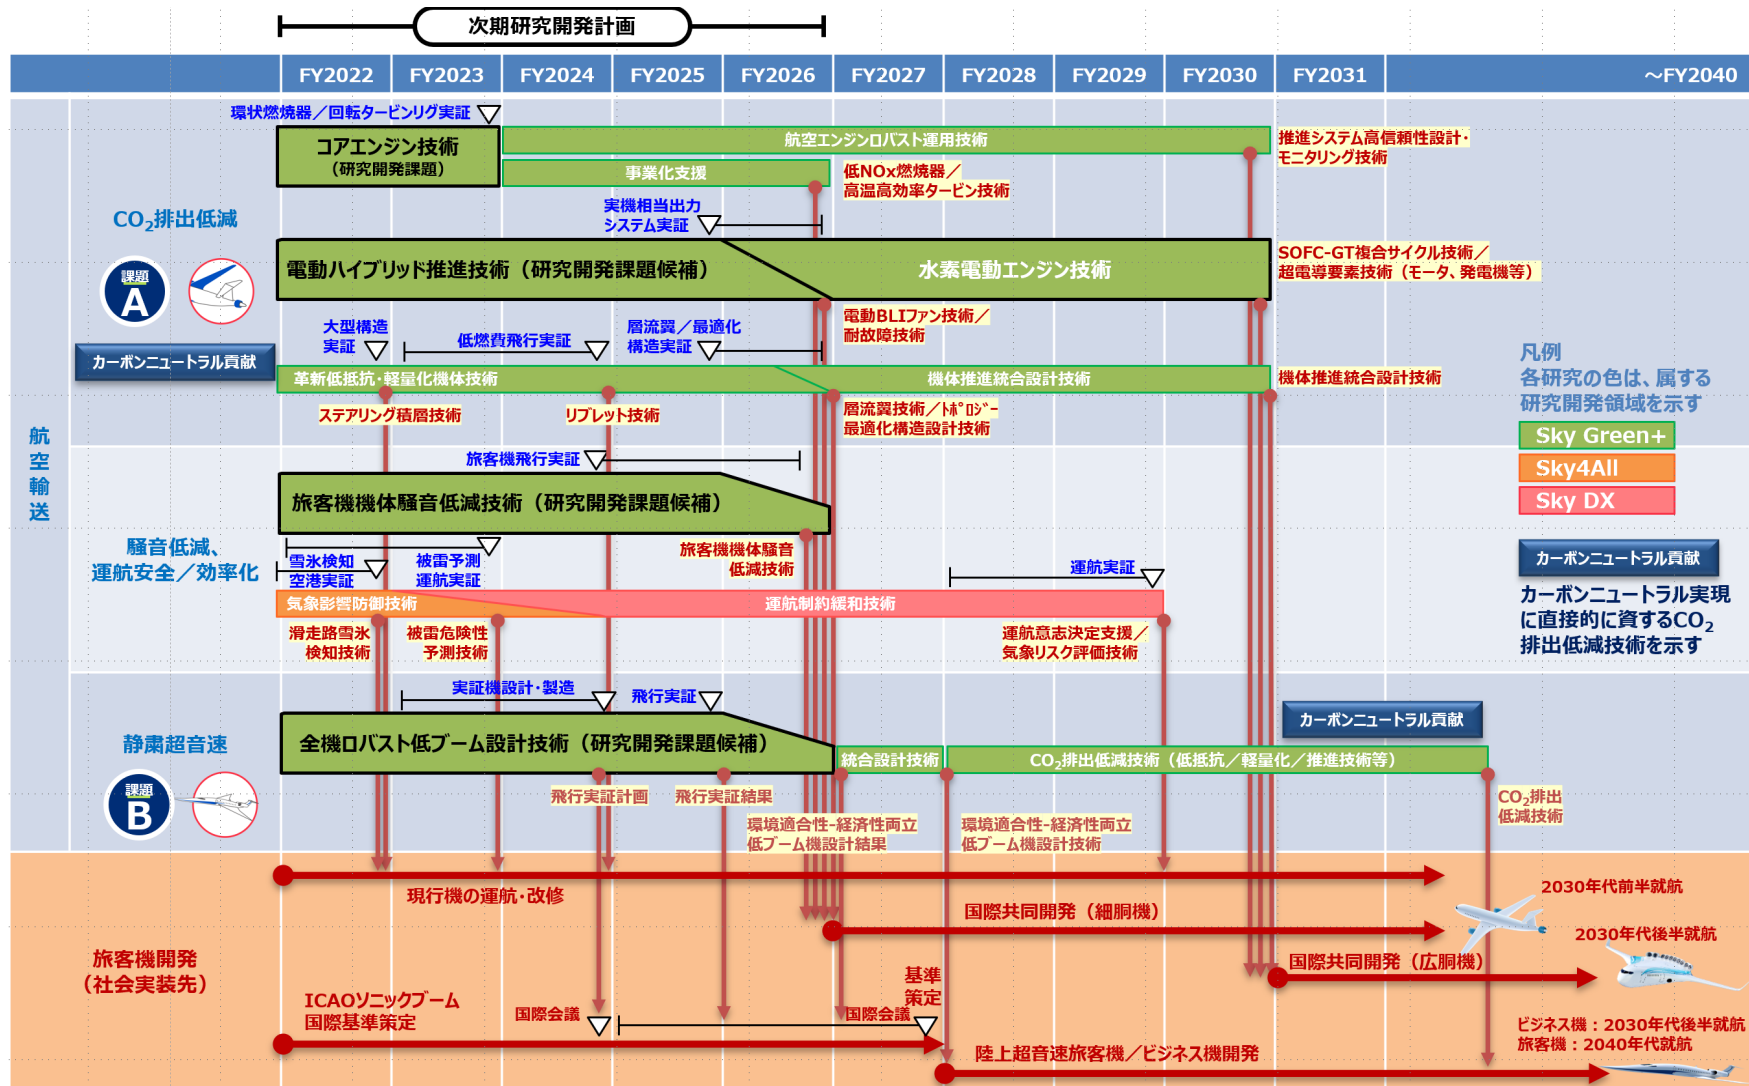 次期研究開発計画
FY2022
FY2023
FY2024
FY2025
FY2026
FY2027
FY2028
FY2029
FY2030
FY2031
～FY2040
航空輸送
CO2排出低減
課題
A
カーボンニュートラル貢献
環状燃焼器／回転タービンリグ実証
コアエンジン技術
（研究開発課題）
航空エンジンロバスト運用技術
推進システム高信頼性設計・
モニタリング技術
事業化支援
低NOx燃焼器／
高温高効率タービン技術
実機相当出力
システム実証
電動ハイブリッド推進技術（研究開発課題候補）
水素電動エンジン技術
SOFC-GT複合サイクル技術／
超電導要素技術（モータ、発電機等）
電動BLIファン技術／
耐故障技術
大型構造
実証
低燃費飛行実証
層流翼／最適化
構造実証
革新低抵抗・軽量化機体技術
機体推進統合設計技術
機体推進統合設計技術
ステアリング積層技術
リブレット技術
層流翼技術／ﾄﾎﾟﾛｼﾞｰ
最適化構造設計技術
凡例
各研究の色は、属する
研究開発領域を示す
Sky Green+
Sky4All
Sky DX
カーボンニュートラル貢献
カーボンニュートラル実現
に直接的に資するCO2
排出低減技術を示す
騒音低減、
運航安全／効率化
旅客機飛行実証
旅客機機体騒音低減技術（研究開発課題候補）
旅客機機体騒音
低減技術
雪氷検知
空港実証
被雷予測
運航実証
運航実証
気象影響防御技術
運航制約緩和技術
滑走路雪氷
検知技術
被雷危険性
予測技術
運航意志決定支援／
気象リスク評価技術
静粛超音速
課題
B
実証機設計・製造
飛行実証
カーボンニュートラル貢献
全機ロバスト低ブーム設計技術（研究開発課題候補）
統合設計技術
CO2排出低減技術（低抵抗／軽量化／推進技術等）
飛行実証計画
飛行実証結果
環境適合性-経済性両立
低ブーム機設計結果
環境適合性-経済性両立
低ブーム機設計技術
CO2排出
低減技術
旅客機開発
（社会実装先）
現行機の運航・改修
国際共同開発（細胴機）
2030年代前半就航
2030年代後半就航
国際共同開発（広胴機）
ICAOソニックブーム
国際基準策定
国際会議
国際会議
基準
策定
陸上超音速旅客機／ビジネス機開発
ビジネス機：2030年代後半就航
旅客機：2040年代就航